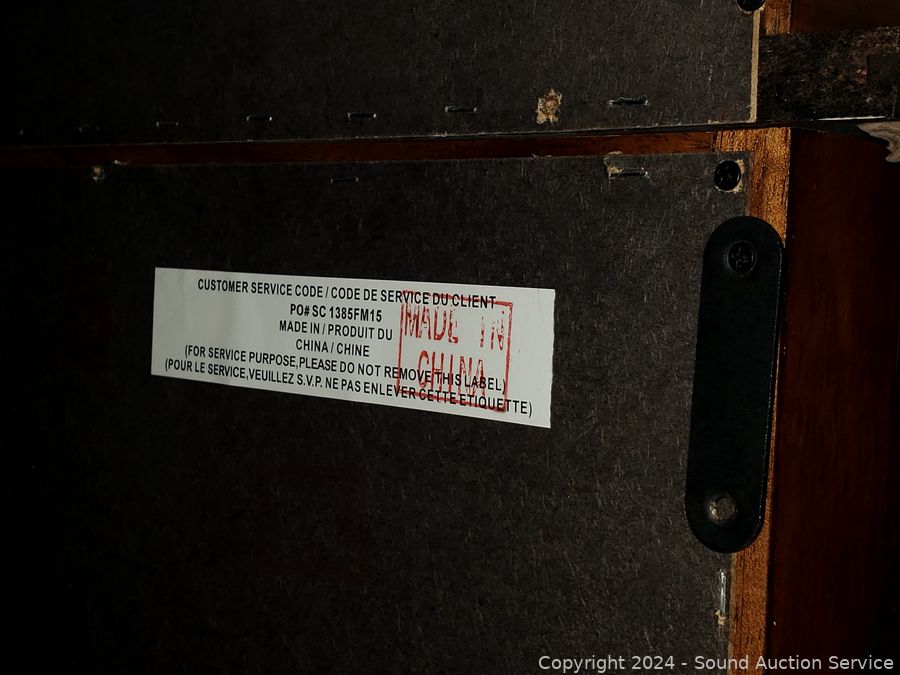 CUSTOMER SERVICE CODE / CODE DE SERVICE DU CLIENT
PO# SC 1385FM15
MADE IN / PRODUIT DU
CHINA / CHINE
(FOR SERVICE PURPOSE,PLEASE DO NOT REMOVE THIS LABEL)
(POUR LE SERVICE,VEUILLEZ S.V.P. NE PAS ENLEVER CETTE ETIQUETTE)
MADE IN
CHINA
Copyright © 2024 - Sound Auction Service